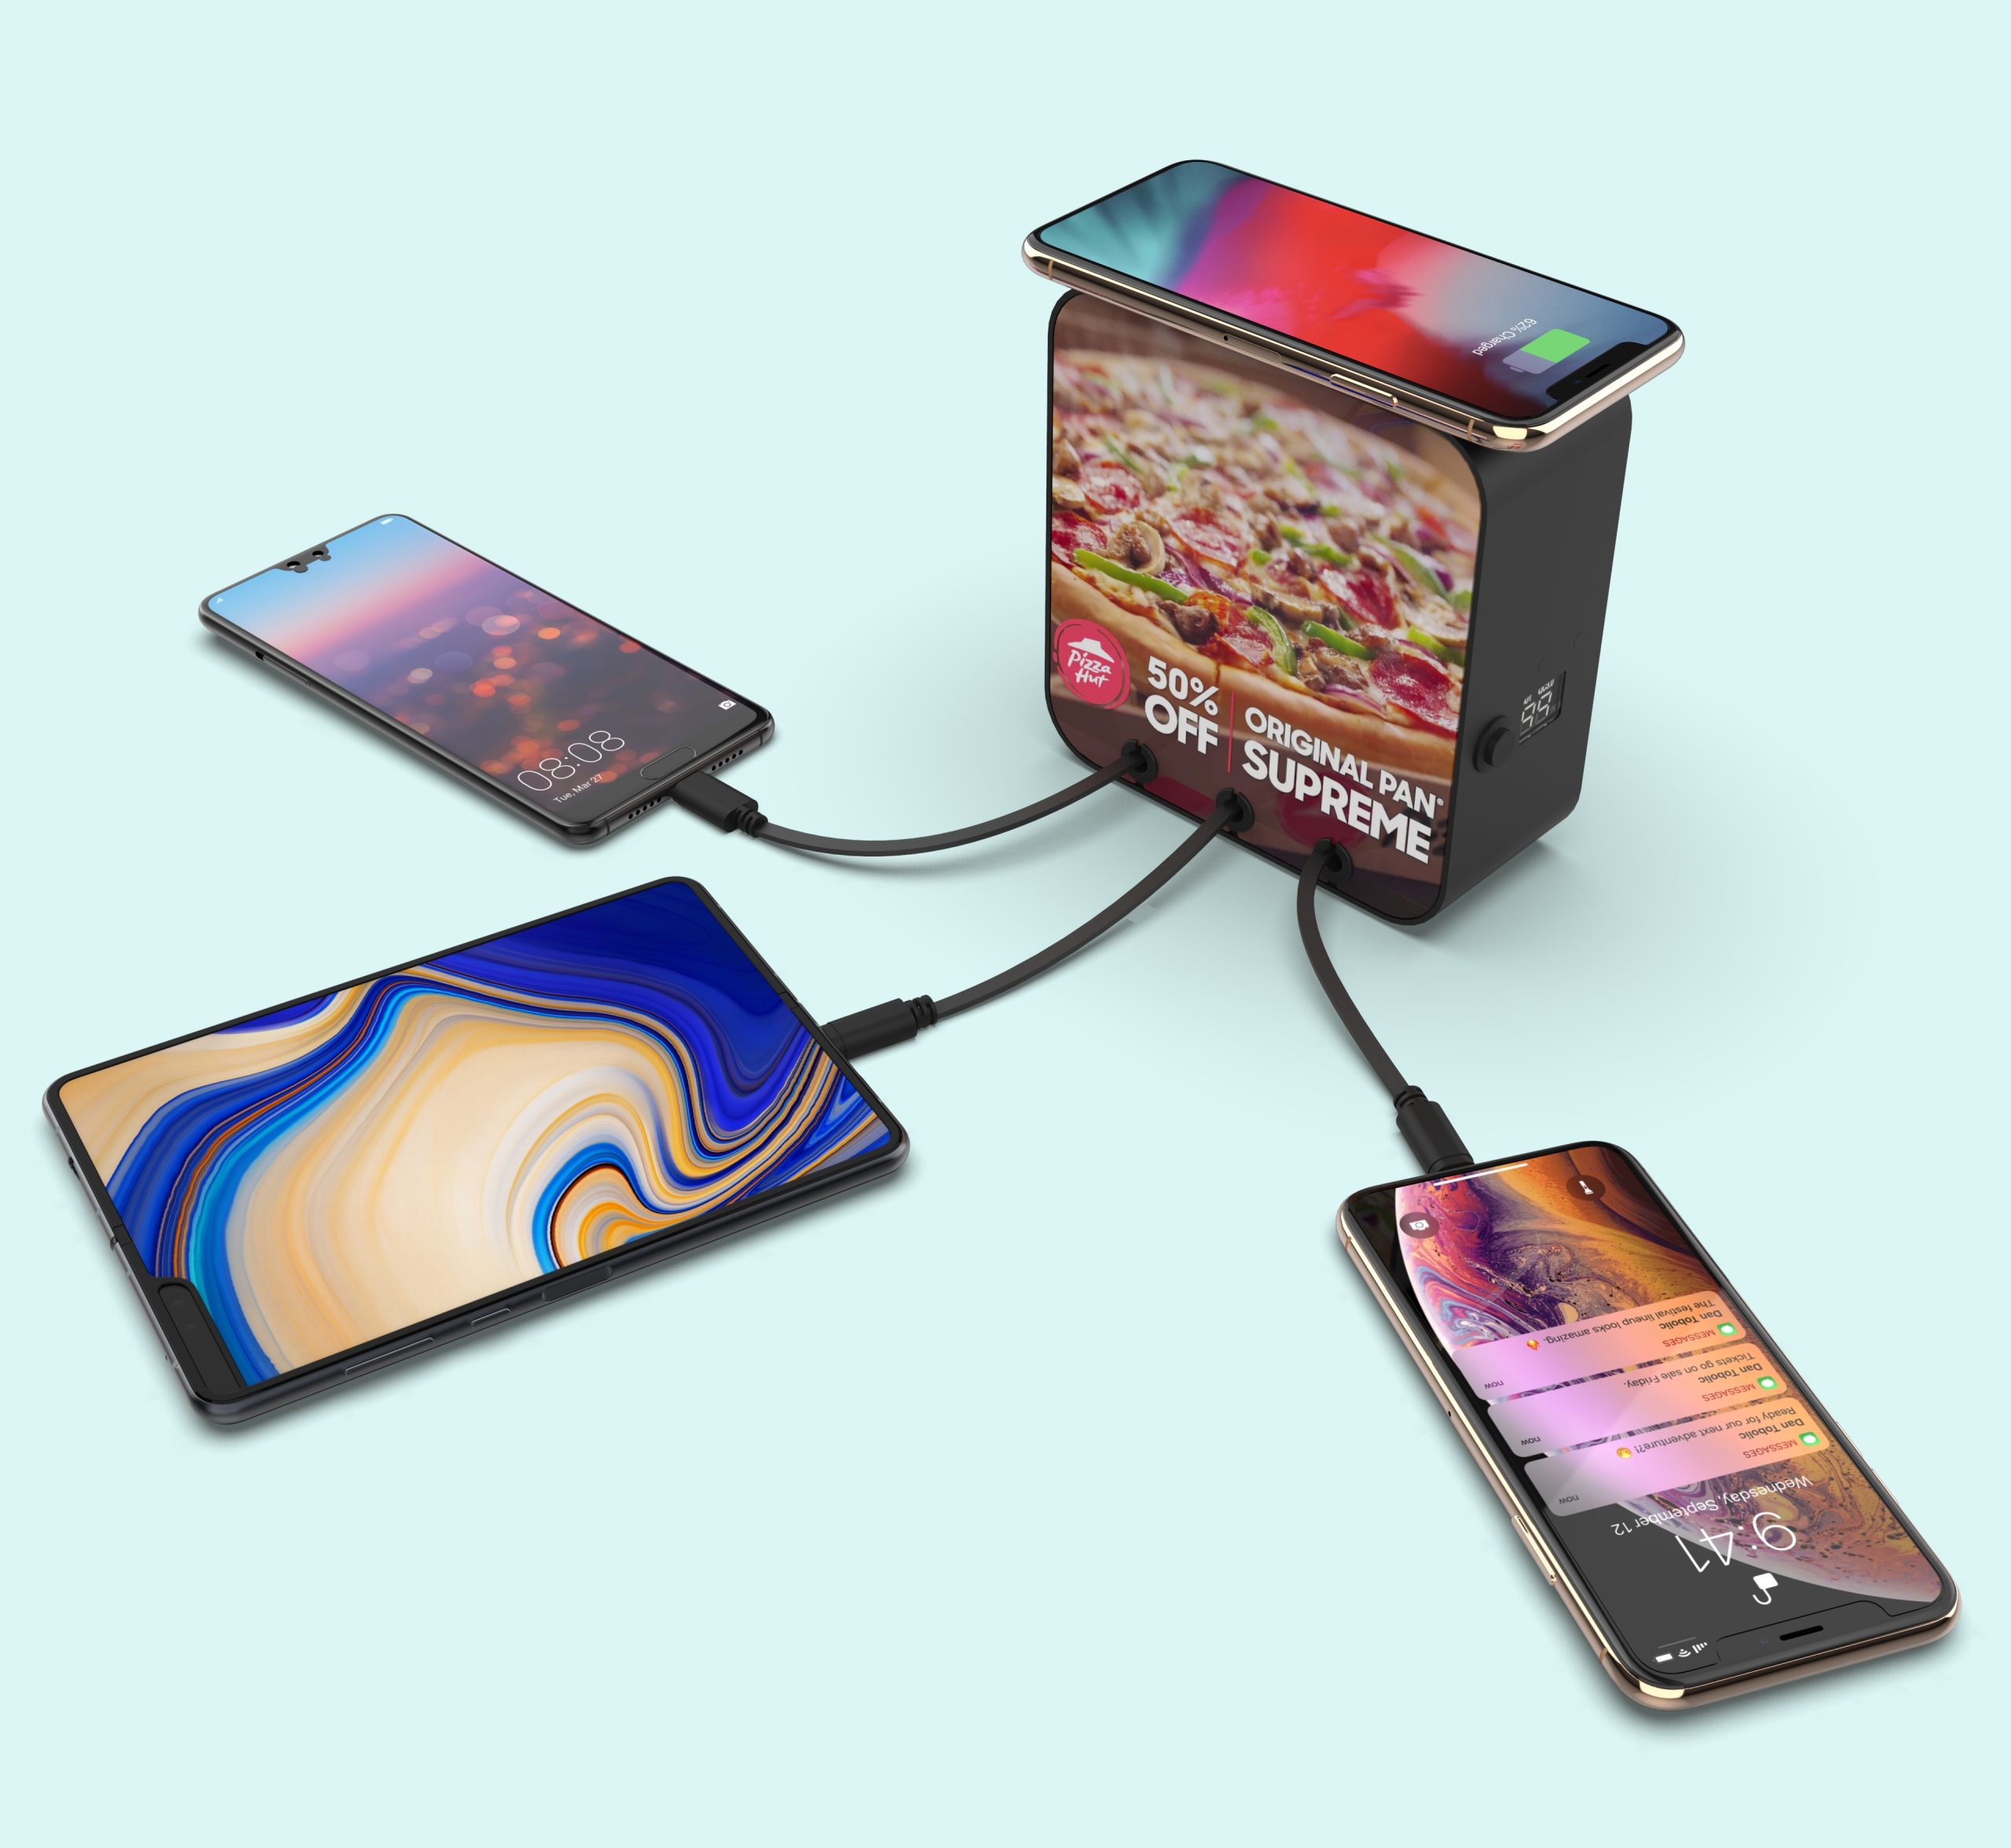 62% Charged
Pizza
Hut
50%
OFF
ORIGINAL PAN®
SUPREME
08:08
Tue, Mar 27
9:41
Wednesday, September 12
MESSAGES
now
Dan Tobolic
Ready for our next adventure?! 😊
MESSAGES
now
Dan Tobolic
Tickets go on sale Friday.
MESSAGES
now
Dan Tobolic
The festival lineup looks amazing.